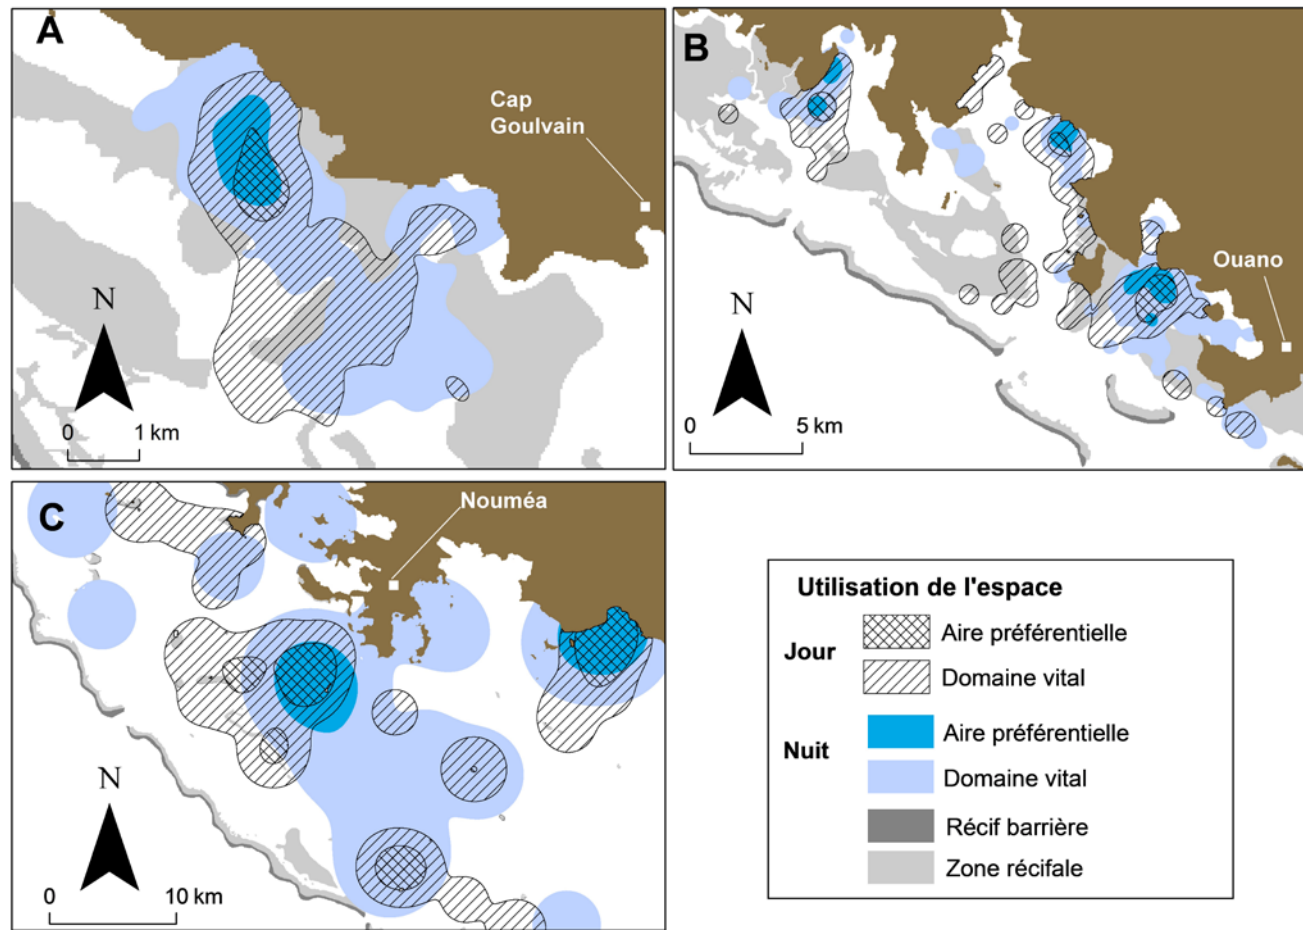 A
Cap
Goulvain
N
0 1 km
B
Ouano
N
0 5 km
C
Nouméa
N
0 10 km
Utilisation de l'espace
Jour
Aire préférentielle
Domaine vital
Nuit
Aire préférentielle
Domaine vital
Récif barrière
Zone récifale